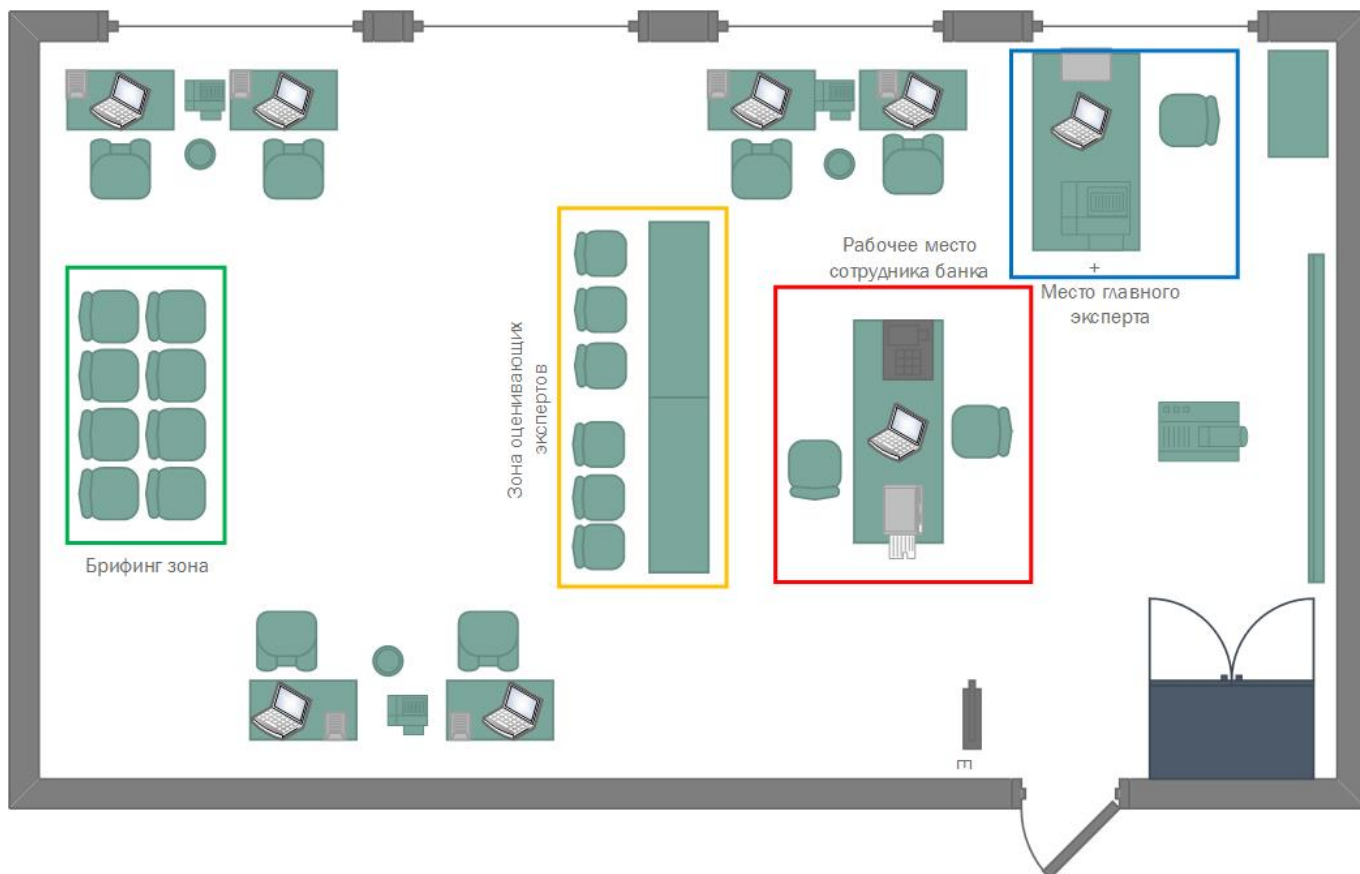 Рабочее место
сотрудника банка
+
Место главного
эксперта
Зона оценивающих
экспертов
Брифинг зона
E